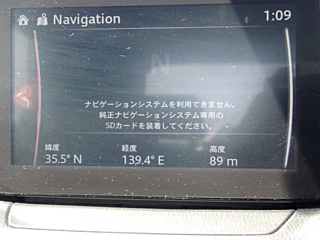 Navigation
1:09
N
ナビゲーションシステムを利用できません。
純正ナビゲーションシステム専用の
SDカードを装着してください。
緯度 経度 高度
35.5° N 139.4° E 89 m